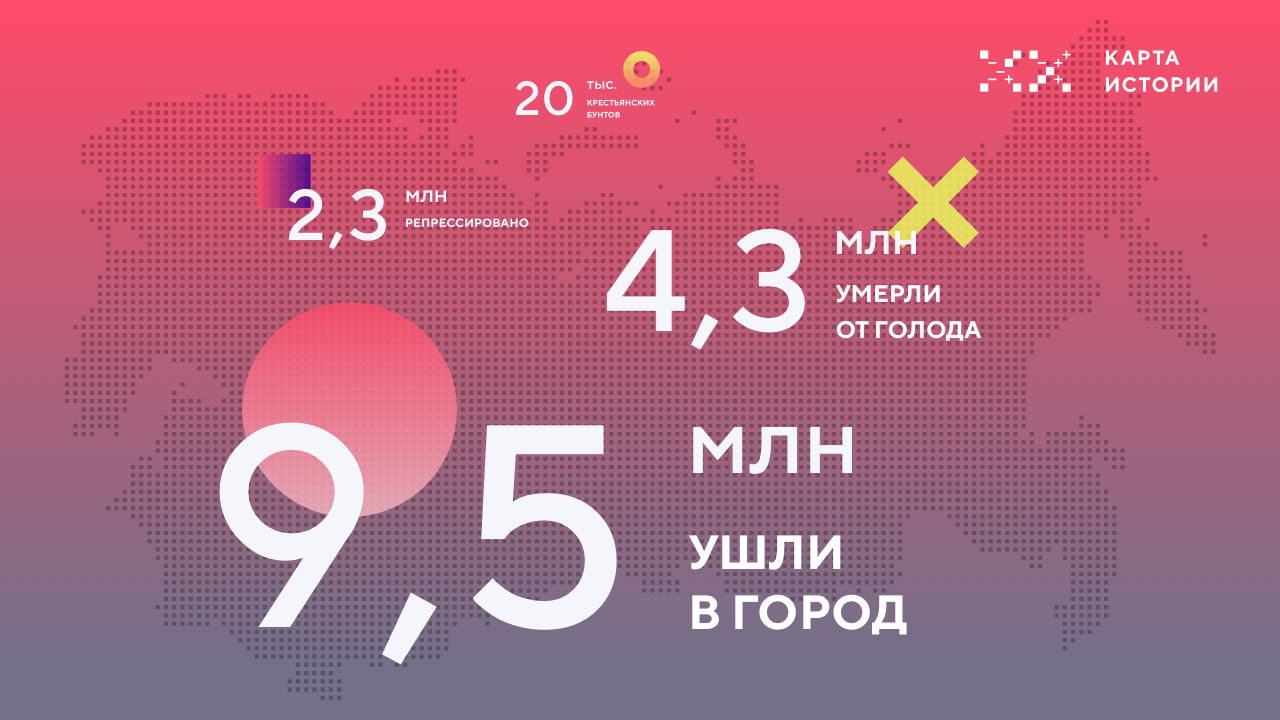 КАРТА
ИСТОРИИ
20 ТЫС.
КРЕСТЬЯНСКИХ
БУНТОВ
2,3 МЛН
РЕПРЕССИРОВАНО
4,3 МЛН
УМЕРЛИ
ОТ ГОЛОДА
9,5 МЛН
УШЛИ
В ГОРОД